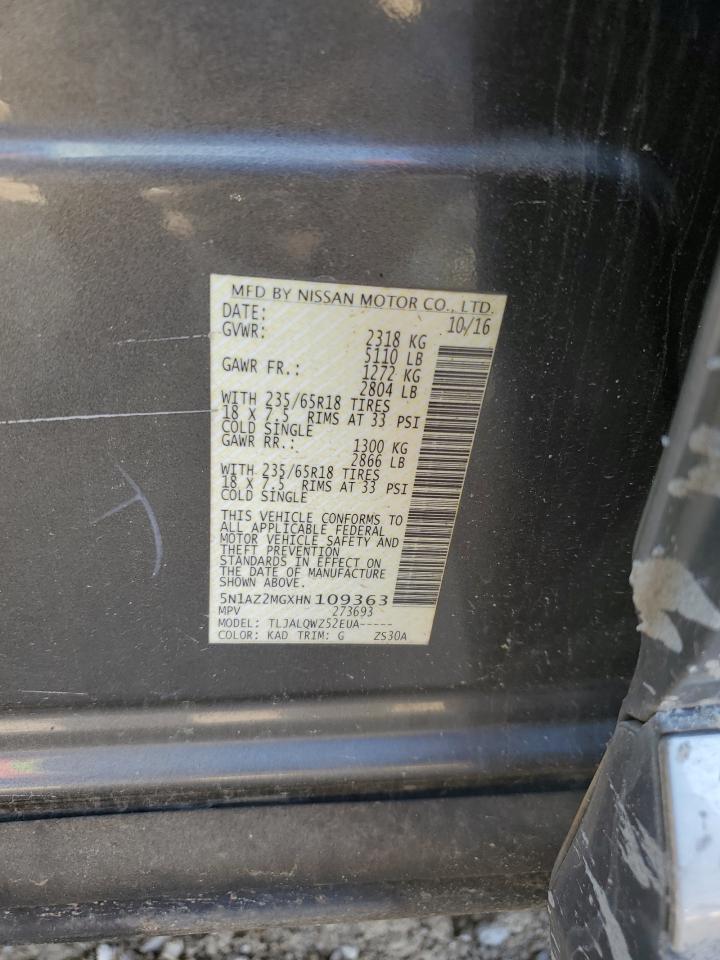 MFD BY NISSAN MOTOR CO., LTD.
DATE: 10/16
GVWR: 2318 KG
5110 LB
GAWR FR.: 1272 KG
2804 LB
WITH 235/65R18 TIRES
18 X 7.5 RIMS AT 33 PSI
COLD SINGLE
GAWR RR.: 1300 KG
2866 LB
WITH 235/65R18 TIRES
18 X 7.5 RIMS AT 33 PSI
COLD SINGLE
THIS VEHICLE CONFORMS TO
ALL APPLICABLE FEDERAL
MOTOR VEHICLE SAFETY AND
THEFT PREVENTION
STANDARDS IN EFFECT ON
THE DATE OF MANUFACTURE
SHOWN ABOVE.
5N1AZ2MGXHN109363
MPV 273693
MODEL: TLJALQWZ52EUA-----
COLOR: KAD TRIM: G ZS30A